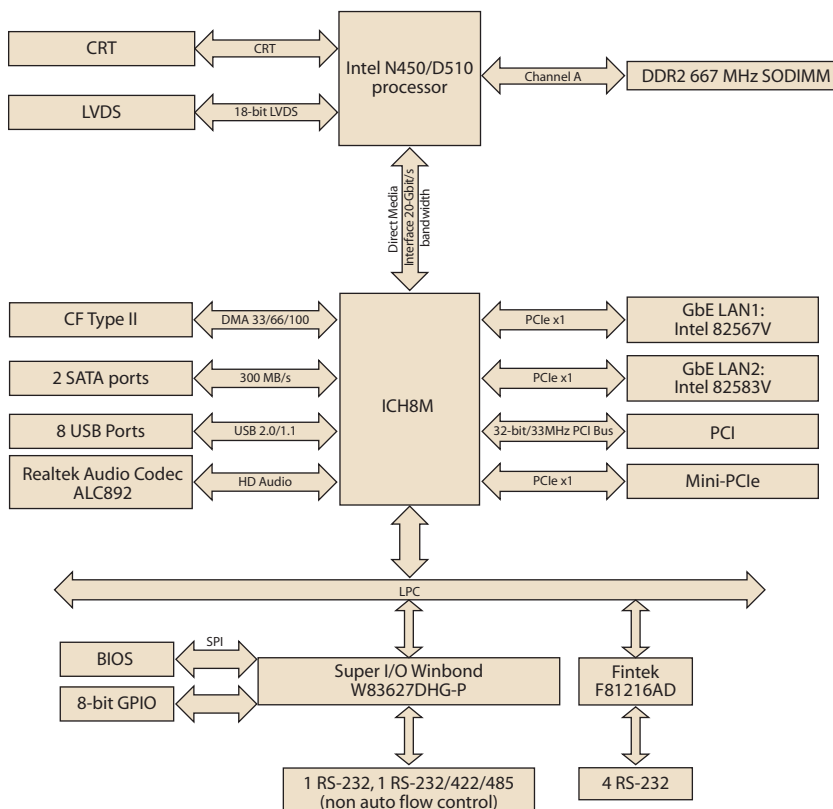 CRT
CRT
Intel N450/D510
processor
Channel A
DDR2 667 MHz SODIMM
LVDS
18-bit LVDS
Direct Media
Interface 20-Gbit/s
bandwidth
CF Type II
DMA 33/66/100
PCIe x1
GbE LAN1:
Intel 82567V
2 SATA ports
300 MB/s
ICH8M
PCIe x1
GbE LAN2:
Intel 82583V
8 USB Ports
USB 2.0/1.1
32-bit/33MHz PCI Bus
PCI
Realtek Audio Codec
ALC892
HD Audio
PCIe x1
Mini-PCIe
LPC
BIOS
SPI
Super I/O Winbond
W83627DHG-P
Fintek
F81216AD
8-bit GPIO
1 RS-232, 1 RS-232/422/485
(non auto flow control)
4 RS-232